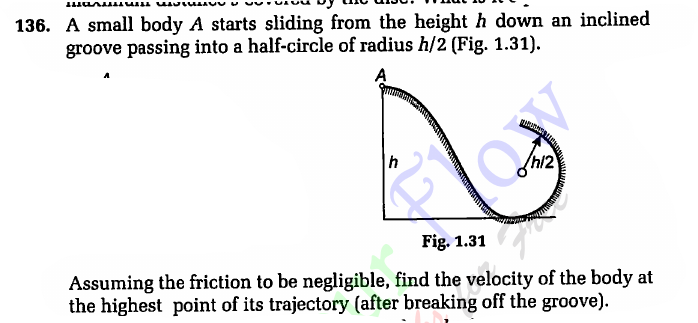 136. A small body A starts sliding from the height h down an inclined
groove passing into a half-circle of radius h/2 (Fig. 1.31).
A
A
h
h/2
Flow
for Free
Fig. 1.31
Assuming the friction to be negligible, find the velocity of the body at
the highest point of its trajectory (after breaking off the groove).